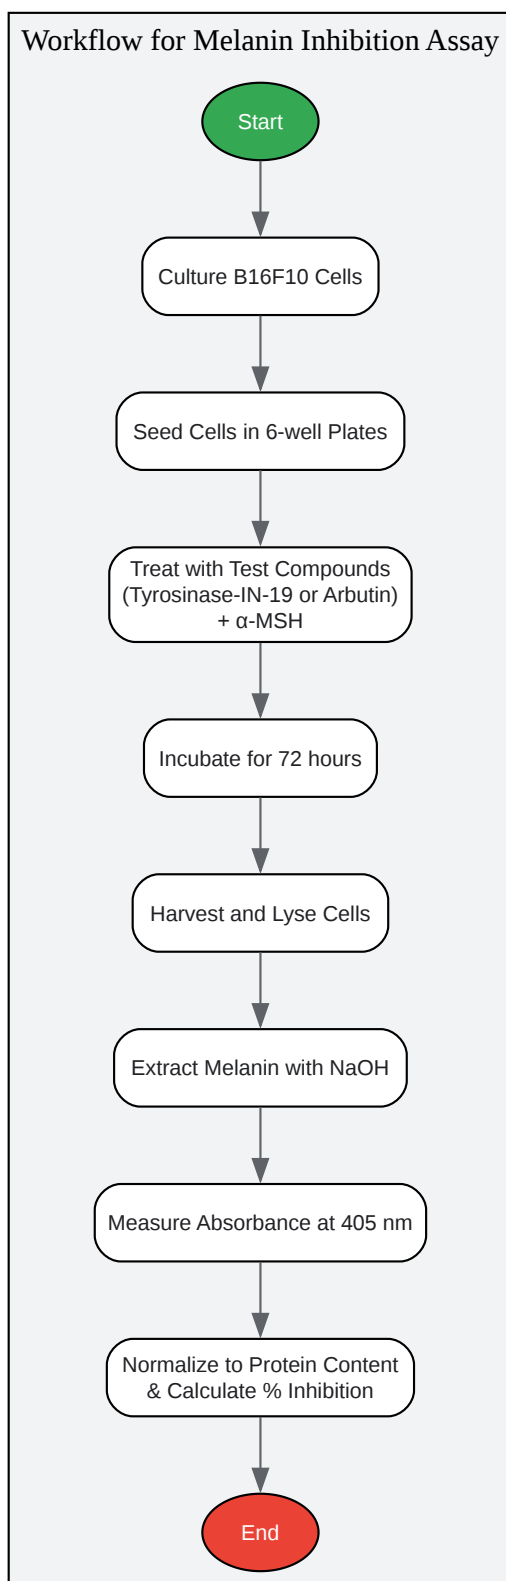 Workflow for Melanin Inhibition Assay
Start
Culture B16F10 Cells
Seed Cells in 6-well Plates
Treat with Test Compounds
(Tyrosinase-IN-19 or Arbutin)
+ α-MSH
Incubate for 72 hours
Harvest and Lyse Cells
Extract Melanin with NaOH
Measure Absorbance at 405 nm
Normalize to Protein Content
& Calculate % Inhibition
End